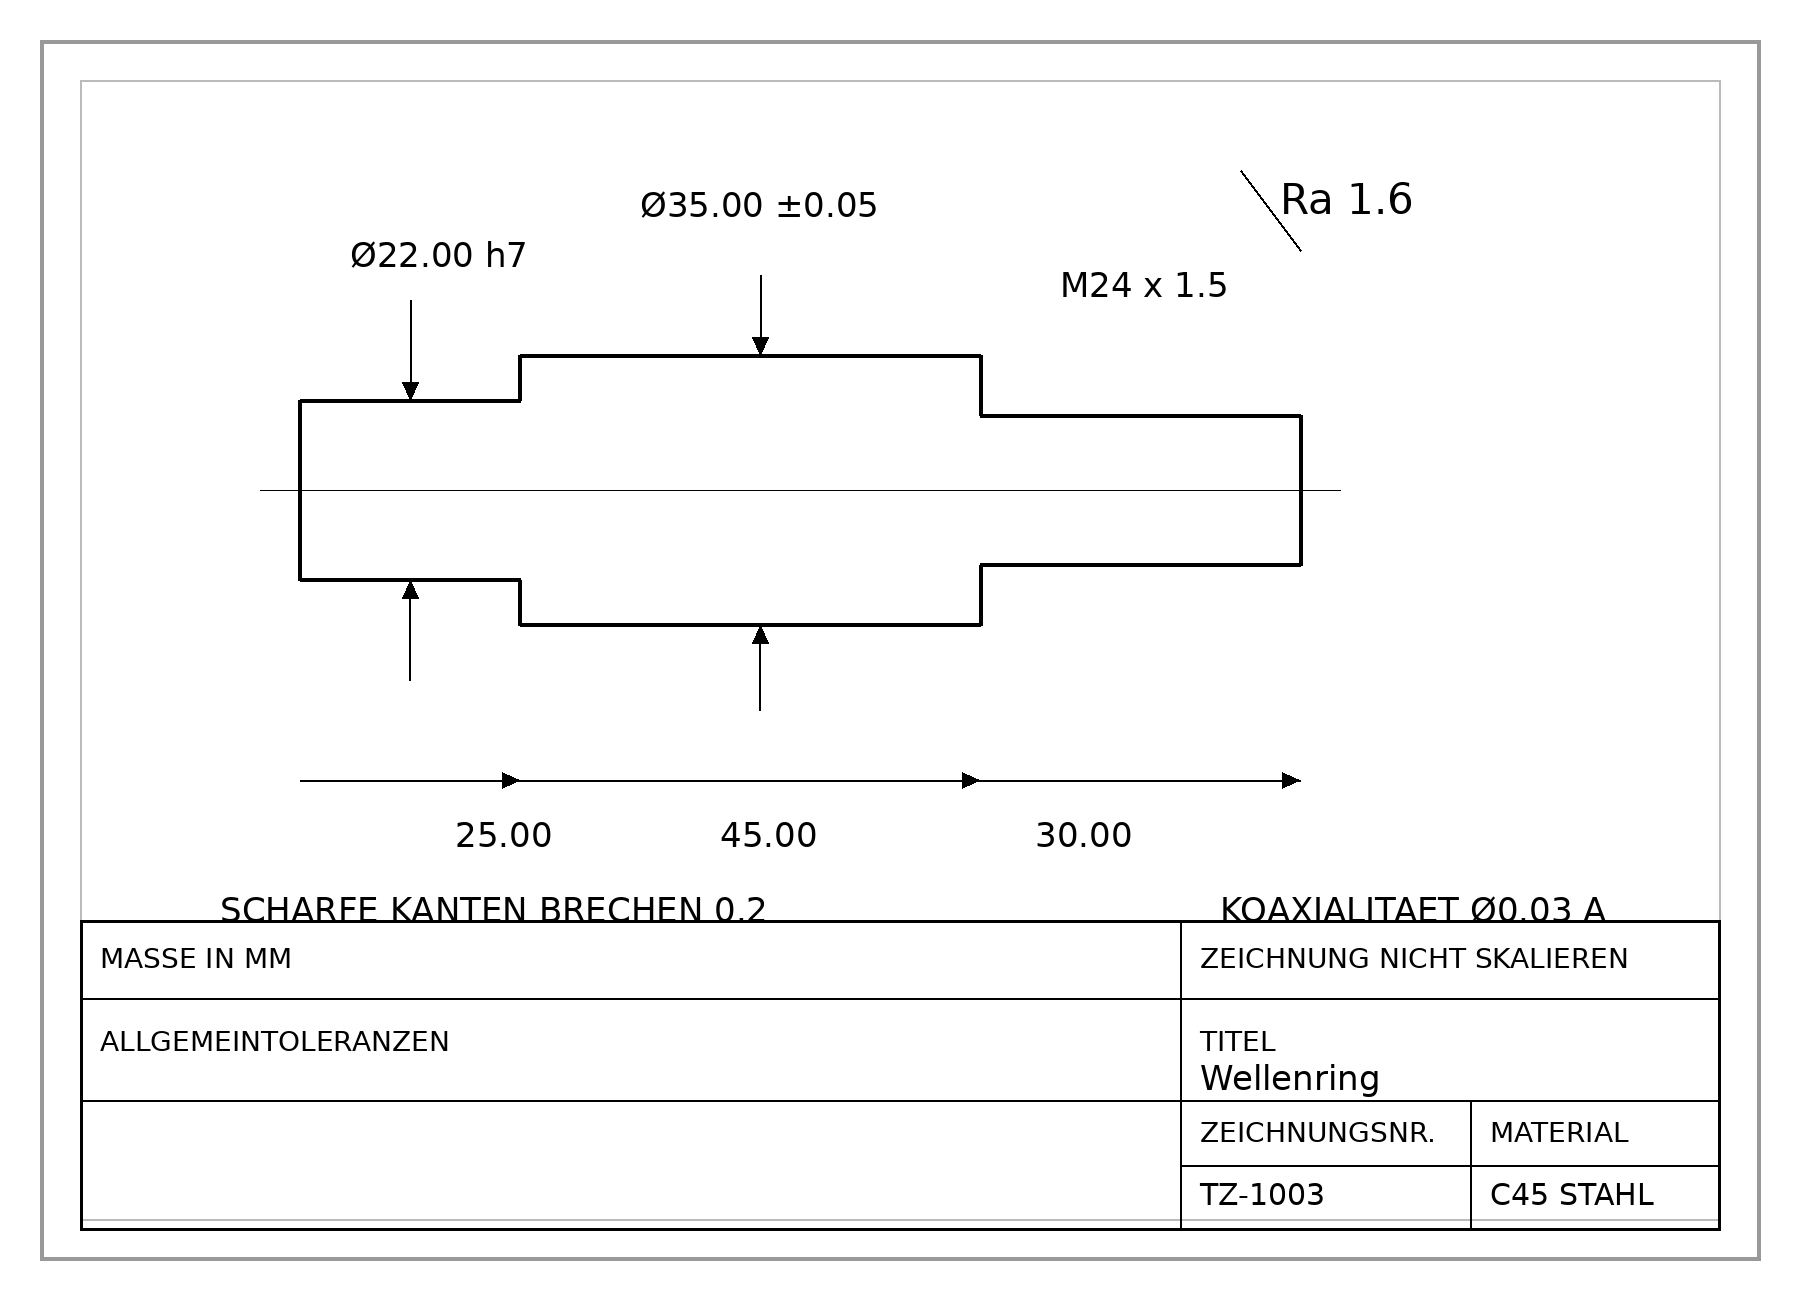 Ra 1.6
Ø35.00 ±0.05
Ø22.00 h7
M24 x 1.5
25.00
45.00
30.00
SCHARFE KANTEN BRECHEN 0.2
KOAXIALITAET Ø0.03 A
MASSE IN MM
ZEICHNUNG NICHT SKALIEREN
ALLGEMEINTOLERANZEN
TITEL
Wellenring
ZEICHNUNGSNR.
MATERIAL
TZ-1003
C45 STAHL